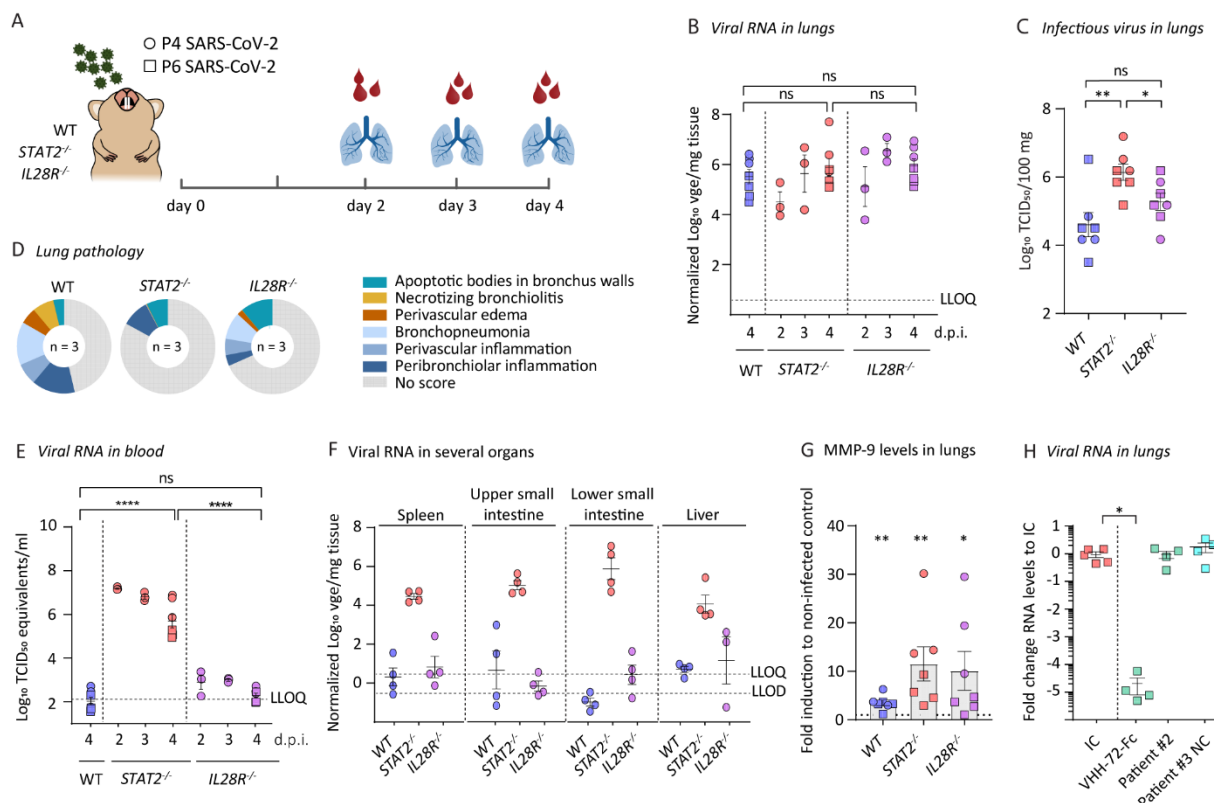 A
P4 SARS-CoV-2
P6 SARS-CoV-2
WT
STAT2-/-
IL28R-/-
day 0
day 2
day 3
day 4
B Viral RNA in lungs
Normalized Log₁₀ vge/mg tissue
ns
ns
ns
8
6
4
2
LLOQ
4 2 3 4 2 3 4 d.p.i.
WT STAT2-/- IL28R-/-
C Infectious virus in lungs
Log₁₀ TCID₅₀/100 mg
ns
** *
8
6
4
2
WT STAT2-/- IL28R-/-
D Lung pathology
WT STAT2-/- IL28R-/-
n = 3 n = 3 n = 3
Apoptotic bodies in bronchus walls
Necrotizing bronchiolitis
Perivascular edema
Bronchopneumonia
Perivascular inflammation
Peribronchiolar inflammation
No score
E Viral RNA in blood
Log₁₀ TCID₅₀ equivalents/ml
ns
**** ****
10
8
6
4
2
LLOQ
4 2 3 4 2 3 4 d.p.i.
WT STAT2-/- IL28R-/-
F Viral RNA in several organs
Normalized Log₁₀ vge/mg tissue
Spleen
Upper small
intestine
Lower small
intestine
Liver
8
6
4
2
0
-2
LLOQ
LLOD
WT STAT2-/- IL28R-/- WT STAT2-/- IL28R-/- WT STAT2-/- IL28R-/- WT STAT2-/- IL28R-/-
G MMP-9 levels in lungs
Fold induction to non-infected control
** ** *
40
30
20
10
0
WT STAT2-/- IL28R-/-
H Viral RNA in lungs
Fold change RNA levels to IC
*
1
0
-1
-2
-3
-4
-5
IC VHH-72-Fc Patient #2 Patient #3 NC